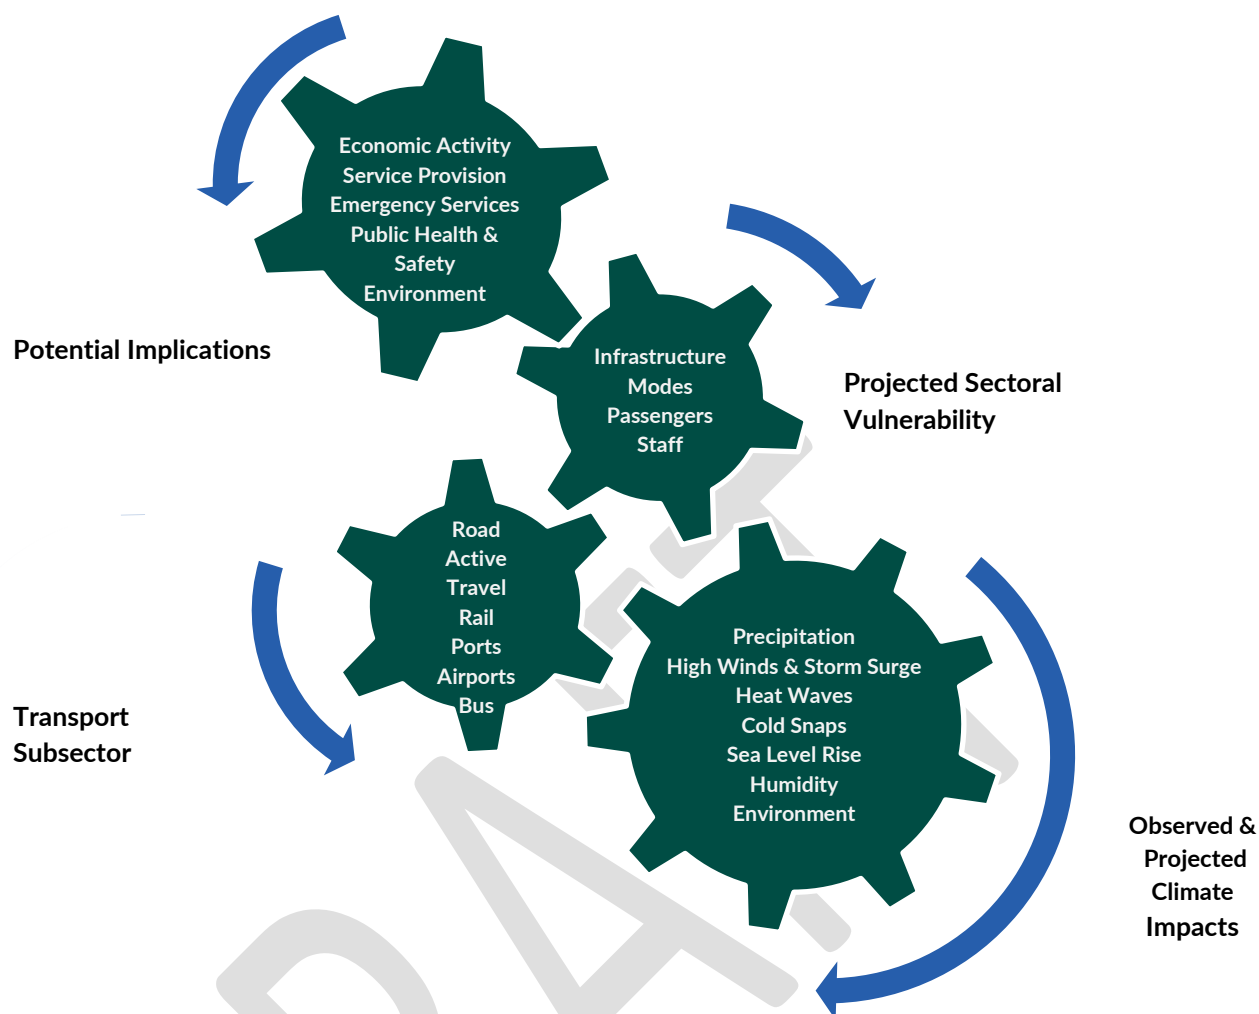 Economic Activity
Service Provision
Emergency Services
Public Health &
Safety
Environment
Potential Implications
Infrastructure
Modes
Passengers
Staff
Projected Sectoral
Vulnerability
Road
Active
Travel
Rail
Ports
Airports
Bus
Transport
Subsector
Precipitation
High Winds & Storm Surge
Heat Waves
Cold Snaps
Sea Level Rise
Humidity
Environment
Observed &
Projected
Climate
Impacts